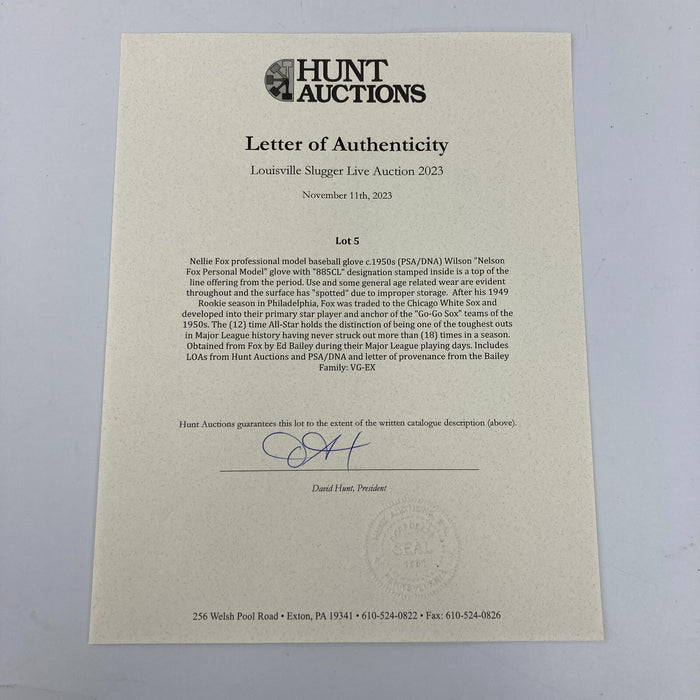 HUNT
AUCTIONS
Letter of Authenticity
Louisville Slugger Live Auction 2023
November 11th, 2023
Lot 5
Nellie Fox professional model baseball glove c.1950s (PSA/DNA) Wilson "Nelson
Fox Personal Model" glove with "885CL" designation stamped inside is a top of the
line offering from the period. Use and some general age related wear are evident
throughout and the surface has "spotted" due to improper storage. After his 1949
Rookie season in Philadelphia, Fox was traded to the Chicago White Sox and
developed into their primary star player and anchor of the "Go-Go Sox" teams of the
1950s. The (12) time All-Star holds the distinction of being one of the toughest outs
in Major League history having never struck out more than (18) times in a season.
Obtained from Fox by Ed Bailey during their Major League playing days. Includes
LOAs from Hunt Auctions and PSA/DNA and letter of provenance from the Bailey
Family: VG-EX
Hunt Auctions guarantees this lot to the extent of the written catalogue description (above).
David Hunt, President
HUNT AUCTIONS
CORPORATE
SEAL
PENNSYLVANIA
256 Welsh Pool Road • Exton, PA 19341 • 610-524-0822 • Fax: 610-524-0826